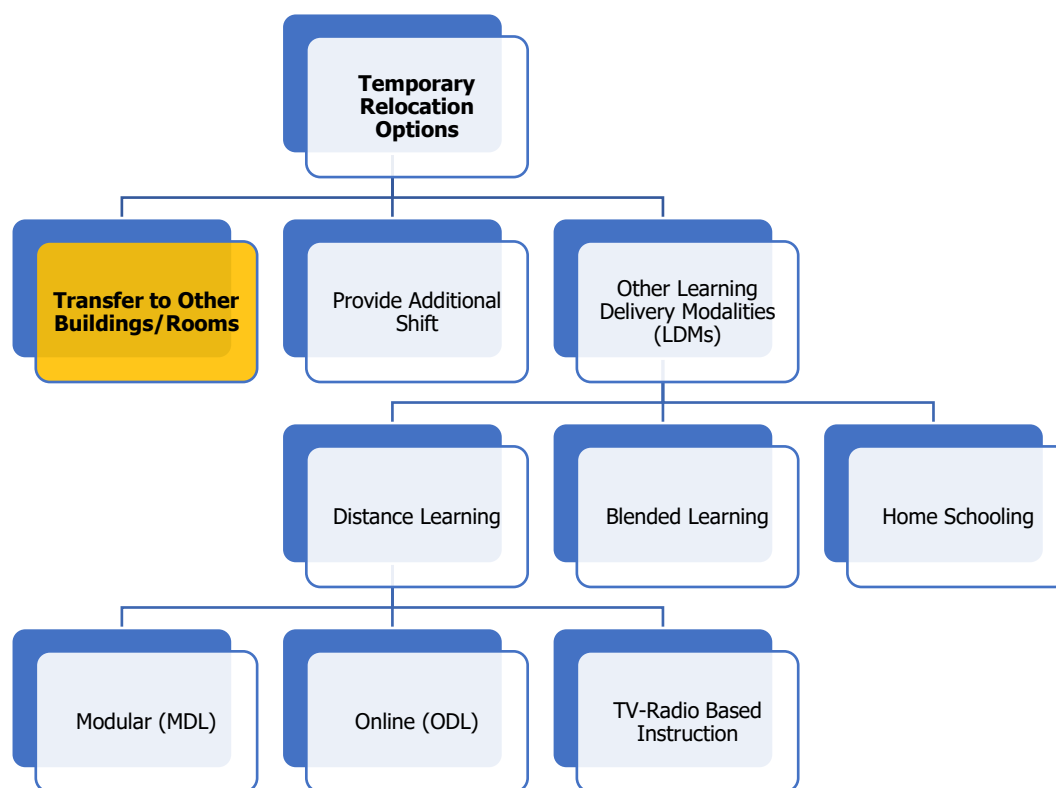 Temporary
Relocation
Options
Transfer to Other
Buildings/Rooms
Provide Additional
Shift
Other Learning
Delivery Modalities
(LDMs)
Distance Learning
Blended Learning
Home Schooling
Modular (MDL)
Online (ODL)
TV-Radio Based
Instruction